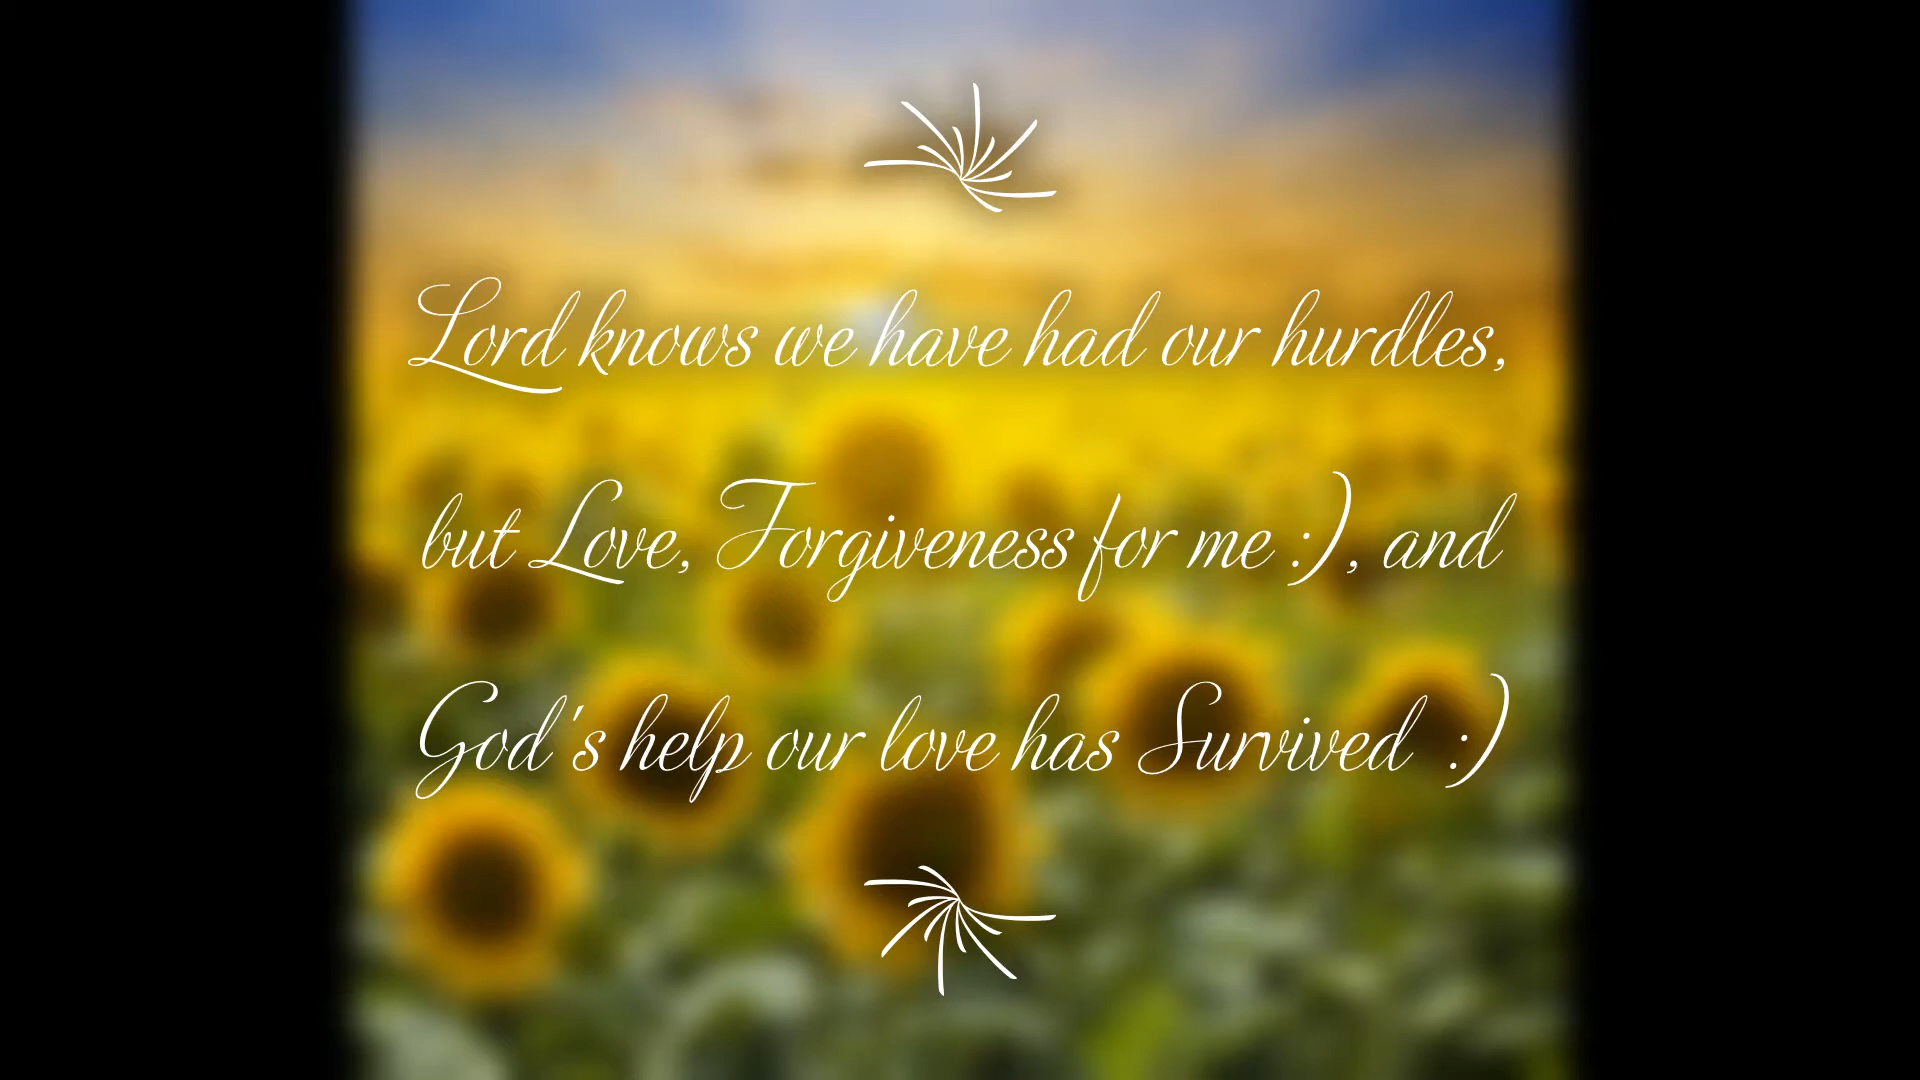 Lord knows we have had our hurdles,
but Love, Forgiveness for me :), and
God's help our love has Survived :)